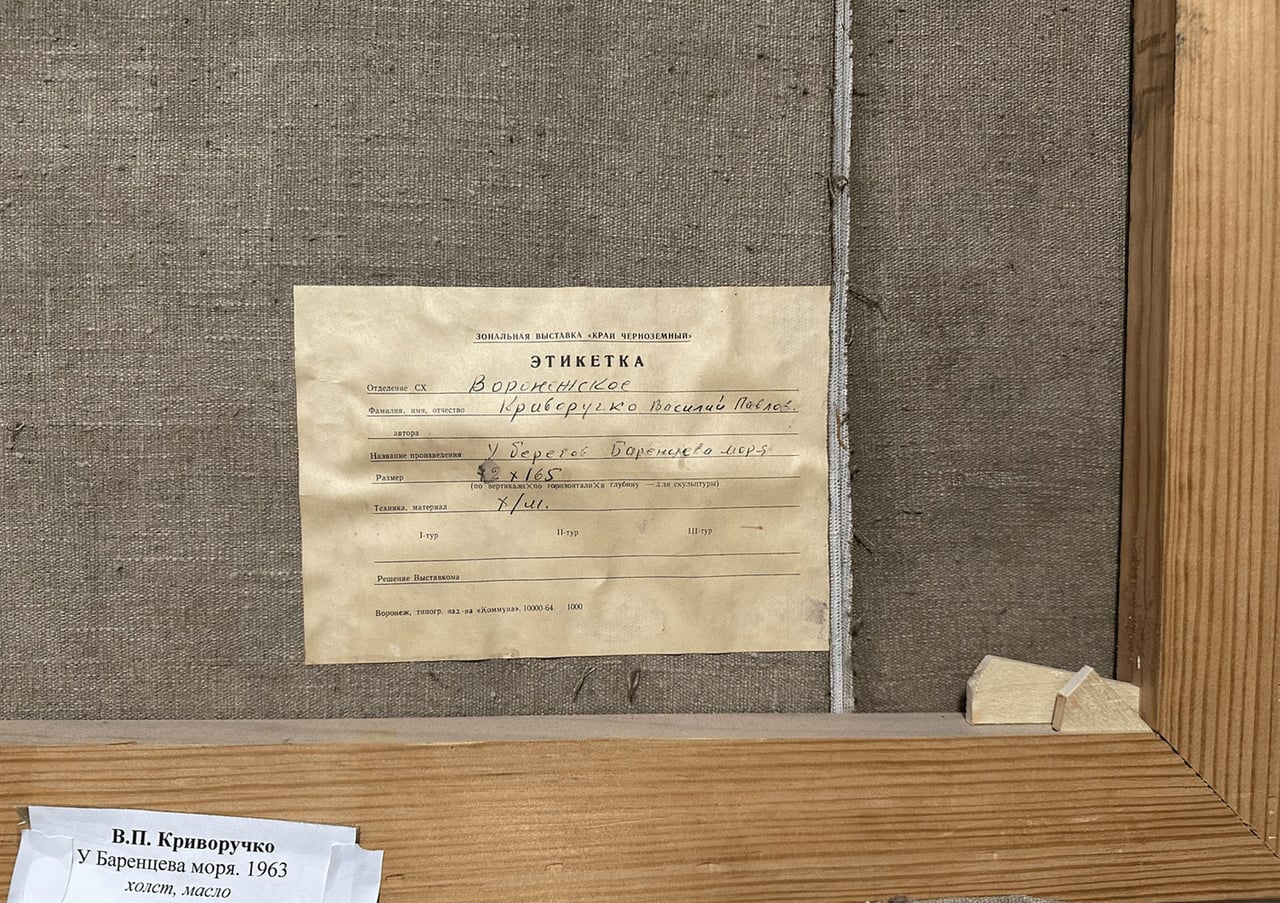 ЗОНАЛЬНАЯ ВЫСТАВКА «КРАЙ ЧЕРНОЗЕМНЫЙ»
ЭТИКЕТКА
Отделение СХ Воронежское
Фамилия, имя, отчество Криворучко Василий Павлов.
автора
Название произведения У берегов Баренцева моря
Размер х165
(по вертикали×по горизонтали×в глубину —для скульптуры)
Техника, материал х/м.
I-тур II-тур III-тур
Решение Выставкома
Воронеж, типогр. изд-ва «Коммуна». 10000-64. 1000
В.П. Криворучко
У Баренцева моря. 1963
холст, масло